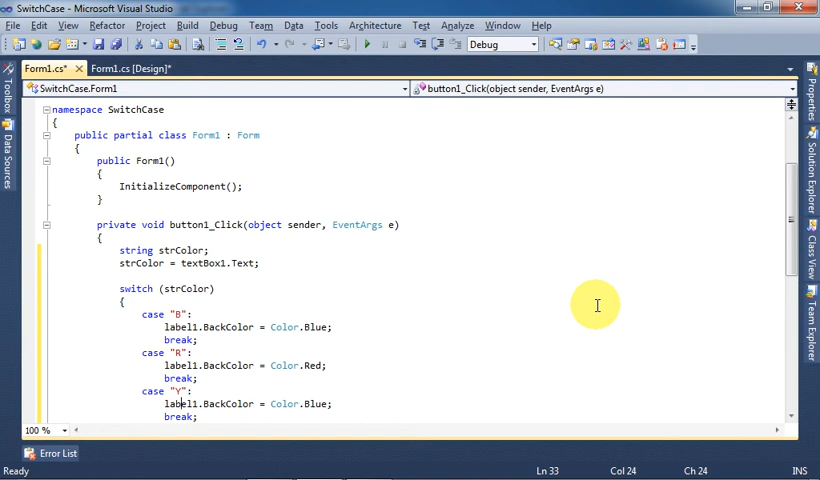 SwitchCase - Microsoft Visual Studio
File Edit View Refactor Project Build Debug Team Data Tools Architecture Test Analyze Window Help
Debug
Form1.cs* Form1.cs [Design]*
SwitchCase.Form1 button1_Click(object sender, EventArgs e)
Toolbox
Data Sources
namespace SwitchCase
{
public partial class Form1 : Form
{
public Form1()
{
InitializeComponent();
}
private void button1_Click(object sender, EventArgs e)
{
string strColor;
strColor = textBox1.Text;
switch (strColor)
{
case "B":
label1.BackColor = Color.Blue;
break;
case "R":
label1.BackColor = Color.Red;
break;
case "Y":
label1.BackColor = Color.Blue;
break;
Properties
Solution Explorer
Class View
Team Explorer
100 %
Error List
Ready Ln 33 Col 24 Ch 24 INS